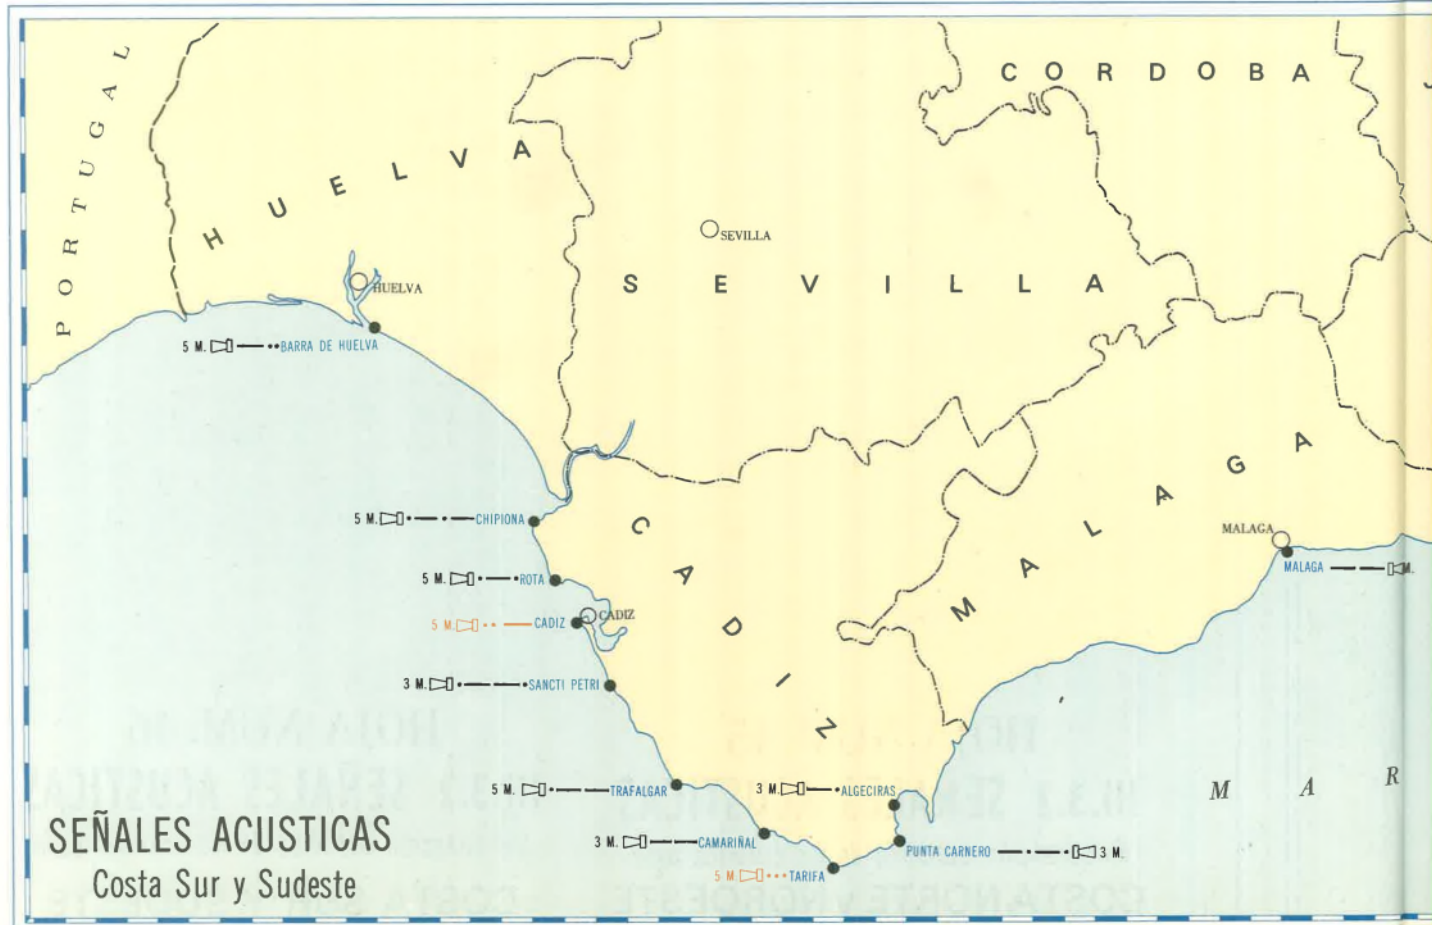 PORTUGAL
HUELVA
CORDOBA
SEVILLA
SEVILLA
HUELVA
5 M. BARRA DE HUELVA
CADIZ
MALAGA
MALAGA
MALAGA M.
5 M. CHIPIONA
5 M. ROTA
CADIZ
5 M. CADIZ
3 M. SANCTI PETRI
5 M. TRAFALGAR
3 M. ALGECIRAS
3 M. CAMARIÑAL
PUNTA CARNERO 3 M.
5 M. TARIFA
MAR
SEÑALES ACUSTICAS
Costa Sur y Sudeste